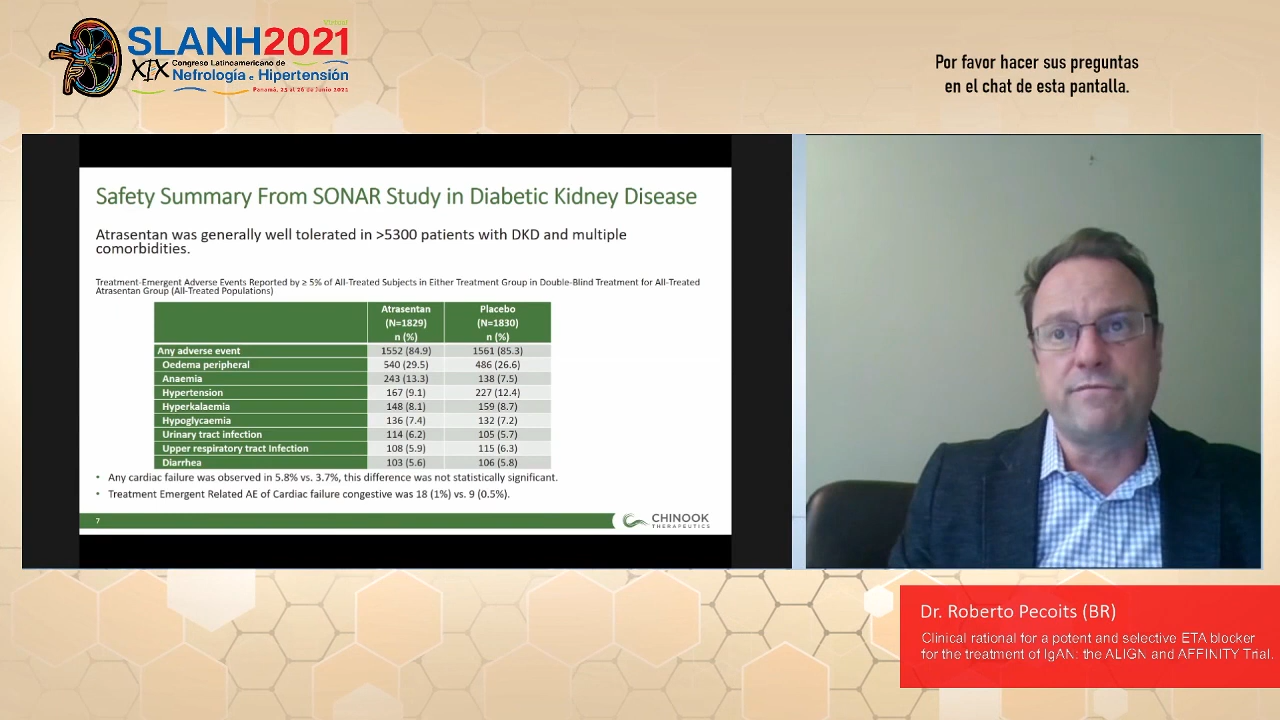 Virtual
SLANH2021
XIX Congreso Latinoamericano de
Nefrología e Hipertensión
Panamá, 23 al 26 de Junio 2021
Por favor hacer sus preguntas
en el chat de esta pantalla.
Safety Summary From SONAR Study in Diabetic Kidney Disease
Atrasentan was generally well tolerated in >5300 patients with DKD and multiple
comorbidities.
Treatment-Emergent Adverse Events Reported by ≥ 5% of All-Treated Subjects in Either Treatment Group in Double-Blind Treatment for All-Treated
Atrasentan Group (All-Treated Populations)
Atrasentan Placebo
(N=1829) (N=1830)
n (%) n (%)
Any adverse event 1552 (84.9) 1561 (85.3)
Oedema peripheral 540 (29.5) 486 (26.6)
Anaemia 243 (13.3) 138 (7.5)
Hypertension 167 (9.1) 227 (12.4)
Hyperkalaemia 148 (8.1) 159 (8.7)
Hypoglycaemia 136 (7.4) 132 (7.2)
Urinary tract infection 114 (6.2) 105 (5.7)
Upper respiratory tract Infection 108 (5.9) 115 (6.3)
Diarrhea 103 (5.6) 106 (5.8)
• Any cardiac failure was observed in 5.8% vs. 3.7%, this difference was not statistically significant.
• Treatment Emergent Related AE of Cardiac failure congestive was 18 (1%) vs. 9 (0.5%).
7
CHINOOK
THERAPEUTICS
Dr. Roberto Pecoits (BR)
Clinical rational for a potent and selective ETA blocker
for the treatment of IgAN: the ALIGN and AFFINITY Trial.